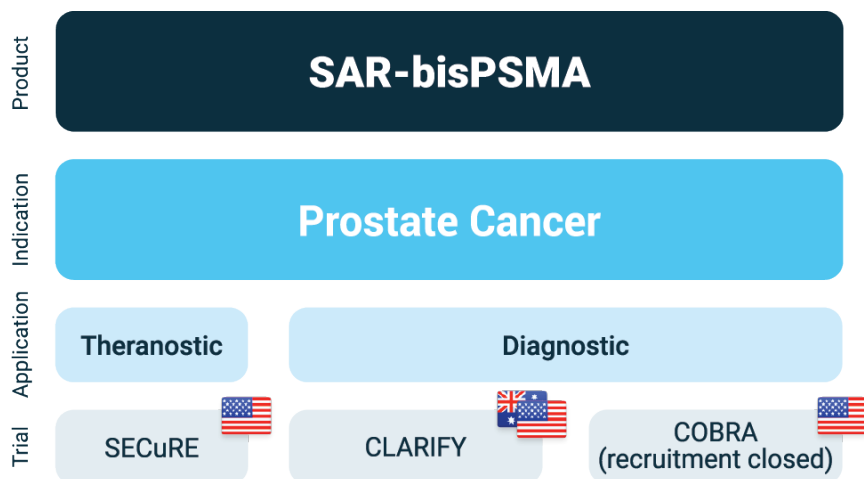 Product
SAR-bisPSMA
Indication
Prostate Cancer
Application
Theranostic
Diagnostic
Trial
SECuRE
CLARIFY
COBRA
(recruitment closed)